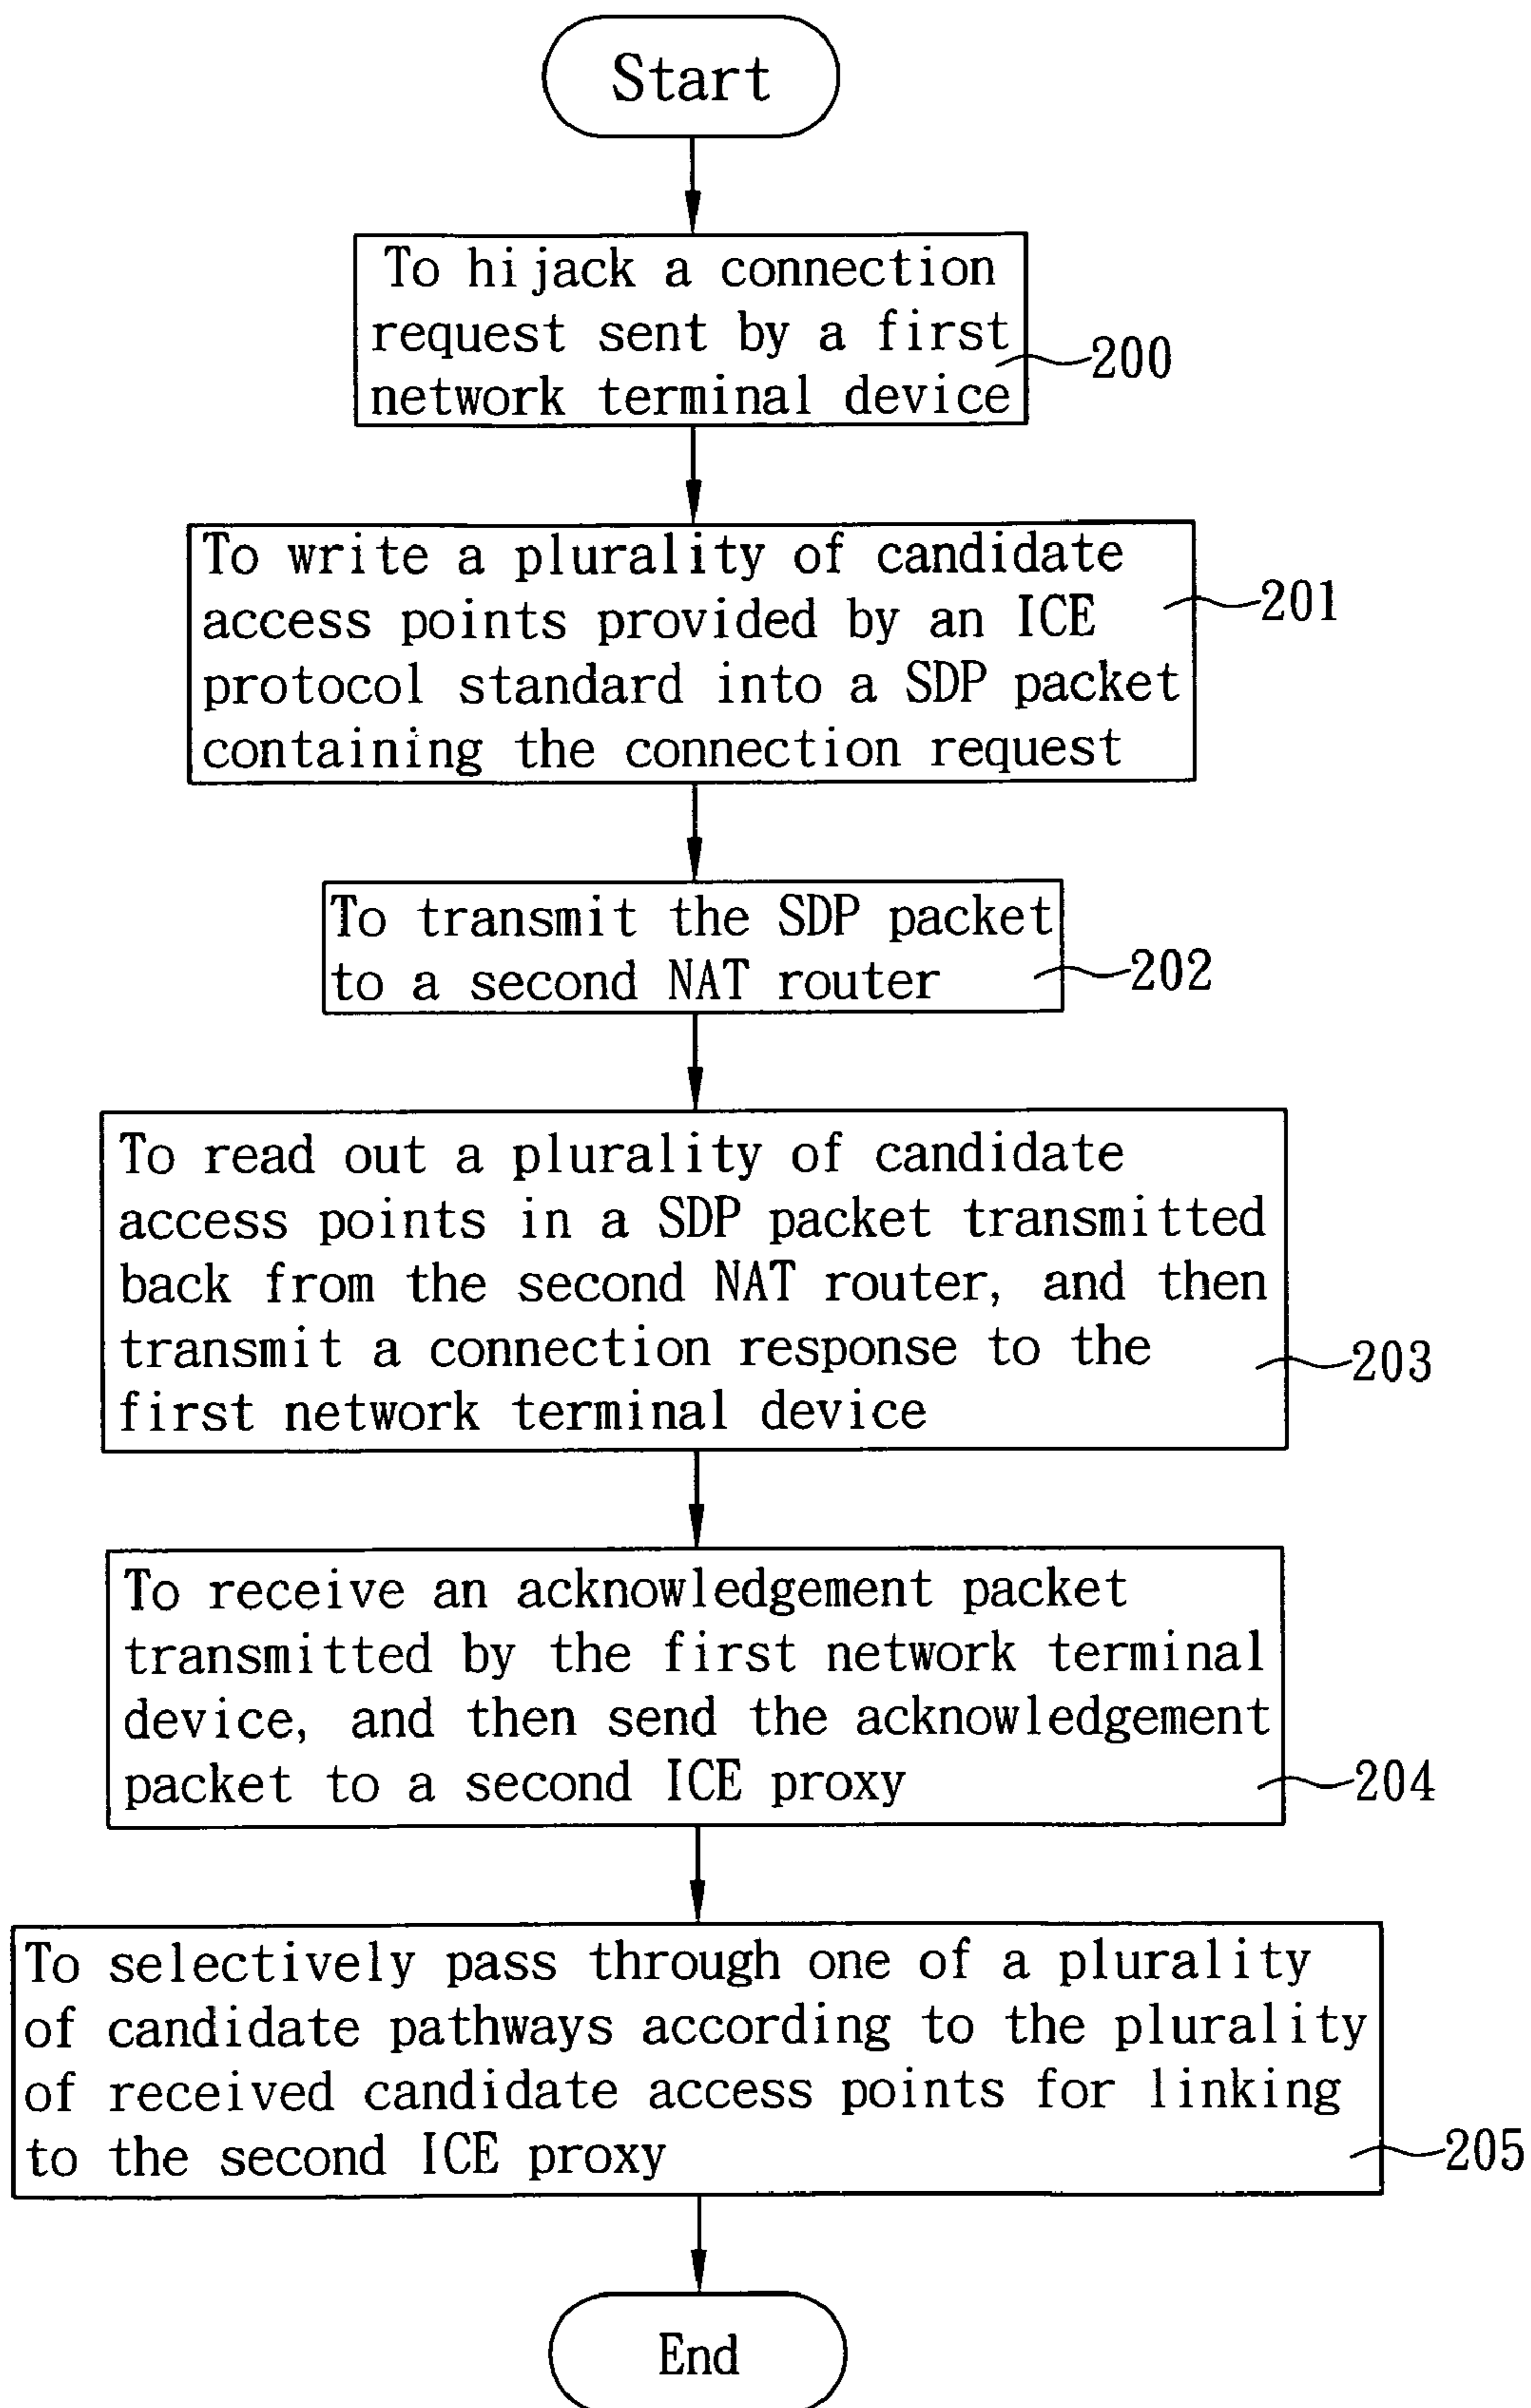 Start
To hijack a connection
request sent by a first
network terminal device
200
To write a plurality of candidate
access points provided by an ICE
protocol standard into a SDP packet
containing the connection request
201
To transmit the SDP packet
to a second NAT router
202
To read out a plurality of candidate
access points in a SDP packet transmitted
back from the second NAT router, and then
transmit a connection response to the
first network terminal device
203
To receive an acknowledgement packet
transmitted by the first network terminal
device, and then send the acknowledgement
packet to a second ICE proxy
204
To selectively pass through one of a plurality
of candidate pathways according to the plurality
of received candidate access points for linking
to the second ICE proxy
205
End